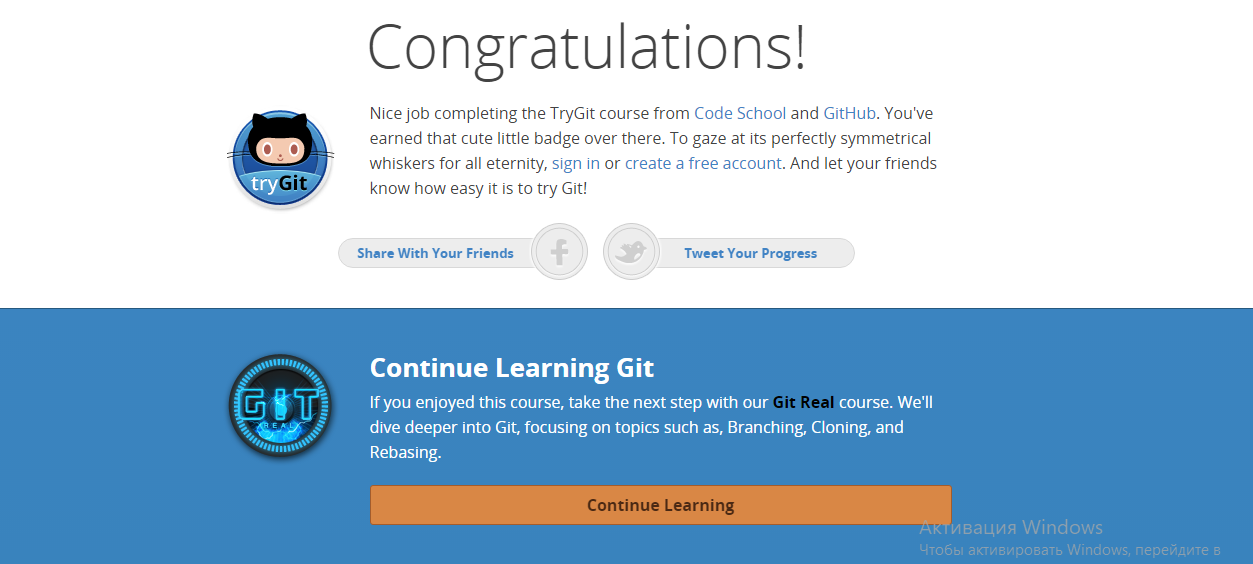 Congratulations!
Nice job completing the TryGit course from Code School and GitHub. You've
earned that cute little badge over there. To gaze at its perfectly symmetrical
whiskers for all eternity, sign in or create a free account. And let your friends
know how easy it is to try Git!
tryGit
Share With Your Friends
Tweet Your Progress
Continue Learning Git
If you enjoyed this course, take the next step with our Git Real course. We'll
dive deeper into Git, focusing on topics such as, Branching, Cloning, and
Rebasing.
GIT
REAL
Continue Learning
Активация Windows
Чтобы активировать Windows, перейдите в